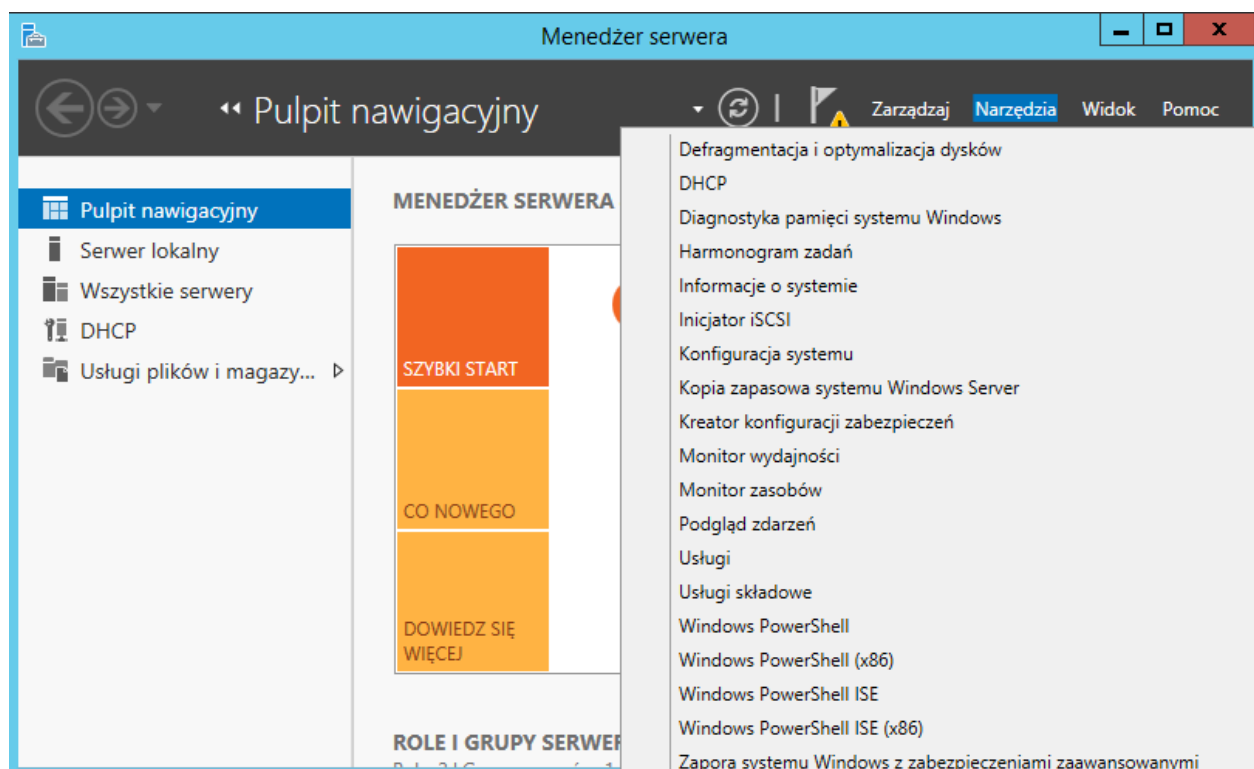 Menedżer serwera
Pulpit nawigacyjny
Zarządzaj Narzędzia Widok Pomoc
Pulpit nawigacyjny
Serwer lokalny
Wszystkie serwery
DHCP
Usługi plików i magazy...
MENEDŻER SERWERA
SZYBKI START
CO NOWEGO
DOWIEDZ SIĘ
WIĘCEJ
ROLE I GRUPY SERWER
Defragmentacja i optymalizacja dysków
DHCP
Diagnostyka pamięci systemu Windows
Harmonogram zadań
Informacje o systemie
Inicjator iSCSI
Konfiguracja systemu
Kopia zapasowa systemu Windows Server
Kreator konfiguracji zabezpieczeń
Monitor wydajności
Monitor zasobów
Podgląd zdarzeń
Usługi
Usługi składowe
Windows PowerShell
Windows PowerShell (x86)
Windows PowerShell ISE
Windows PowerShell ISE (x86)
Zapora systemu Windows z zabezpieczeniami zaawansowanymi